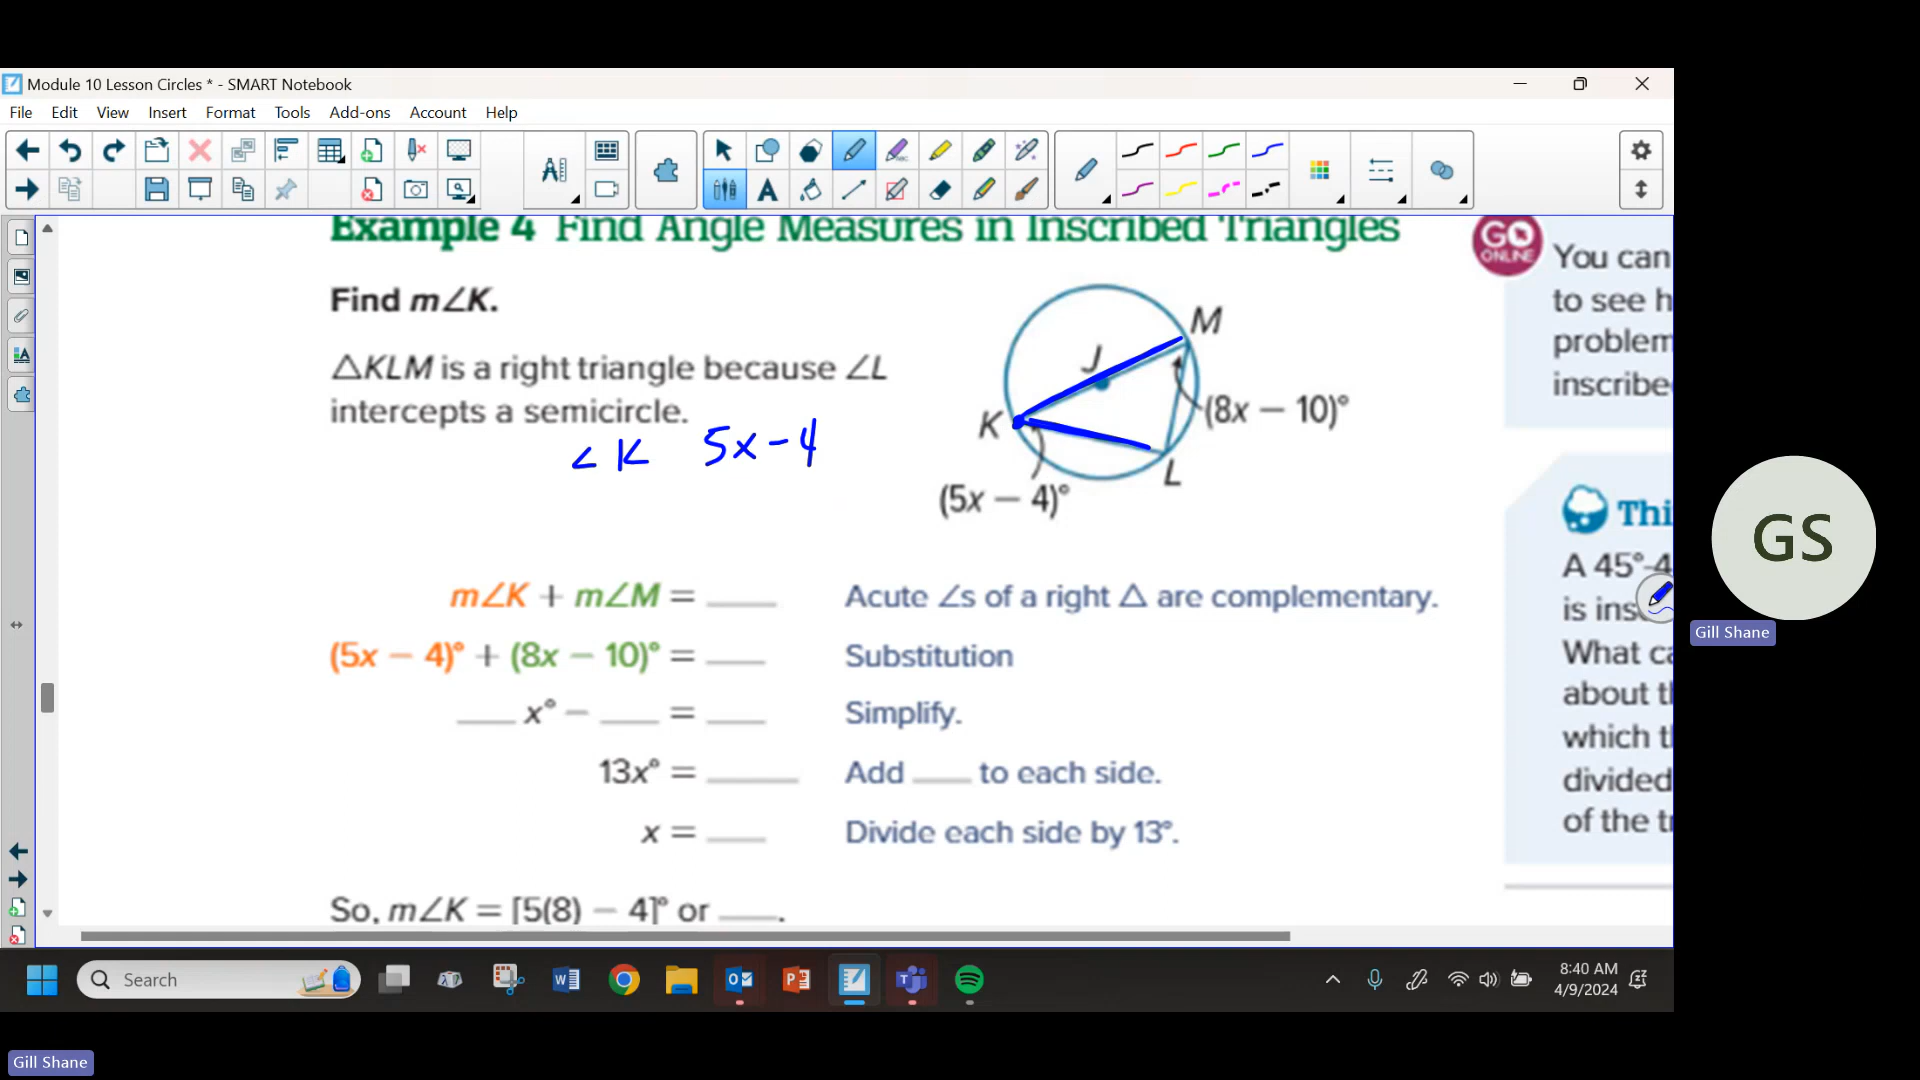 Module 10 Lesson Circles * - SMART Notebook
File Edit View Insert Format Tools Add-ons Account Help
Example 4 Find Angle Measures in Inscribed Triangles
Find m∠K.
△KLM is a right triangle because ∠L
intercepts a semicircle.
∠K 5x-4
M
J
K
L
(8x − 10)°
(5x − 4)°
m∠K + m∠M = ____ Acute ∠s of a right △ are complementary.
(5x − 4)° + (8x − 10)° = ____ Substitution
____ x° − ____ = ____ Simplify.
13x° = ____ Add ____ to each side.
x = ____ Divide each side by 13°.
So, m∠K = [5(8) − 4]° or ____.
GO
ONLINE
You can
to see h
problem
inscribe
Thi
A 45°-4
is ins
What ca
about t
which t
divided
of the t
GS
Gill Shane
Search
8:40 AM
4/9/2024
Gill Shane